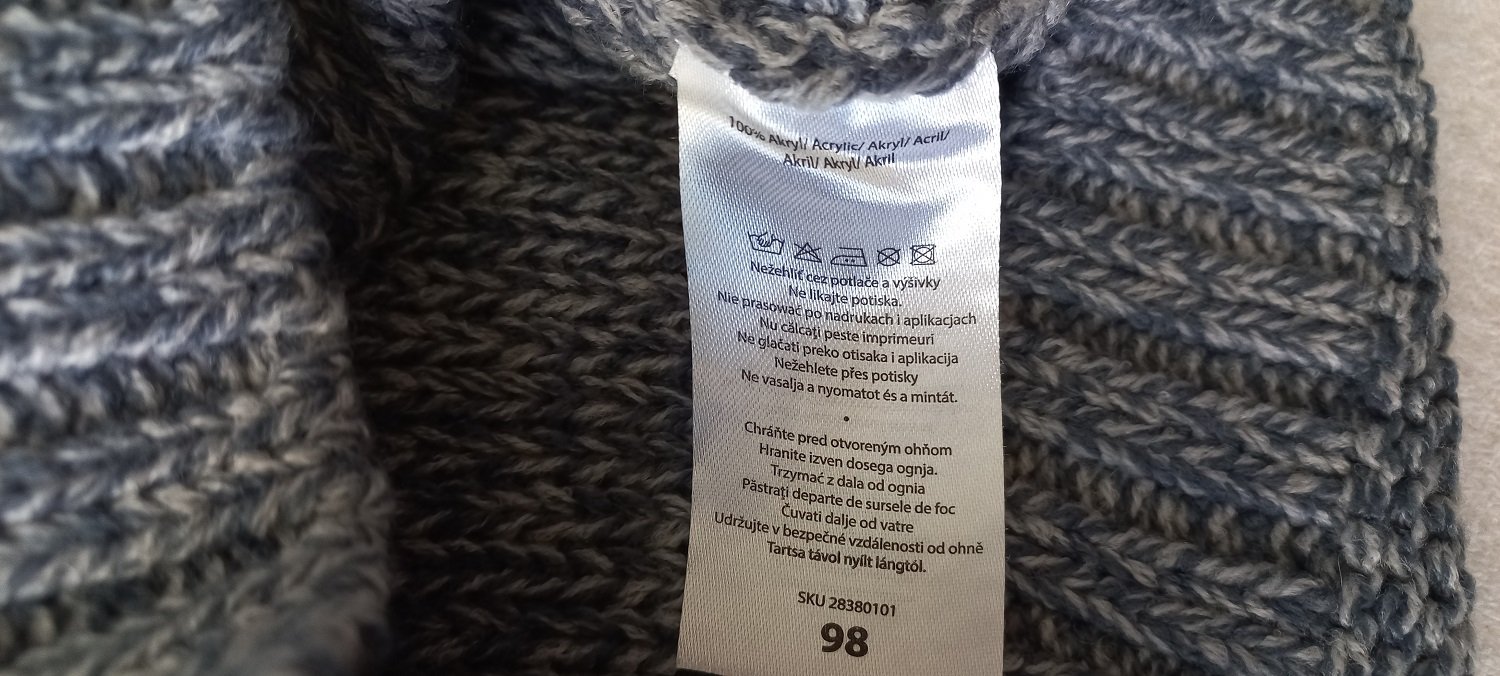 100% Akryl/ Acrylic/ Akryl/ Acril/
Akril/ Akryl/ Akril
Nežehliť cez potlače a výšivky
Ne likajte potiska.
Nie prasować po nadrukach i aplikacjach
Nu călcați peste imprimeuri
Ne glačati preko otisaka i aplikacija
Nežehlete přes potisky
Ne vasalja a nyomatot és a mintát.
•
Chráňte pred otvoreným ohňom
Hranite izven dosega ognja.
Trzymać z dala od ognia
Păstrați departe de sursele de foc
Čuvati dalje od vatre
Udržujte v bezpečné vzdálenosti od ohně
Tartsa távol nyílt lángtól.
SKU 28380101
98